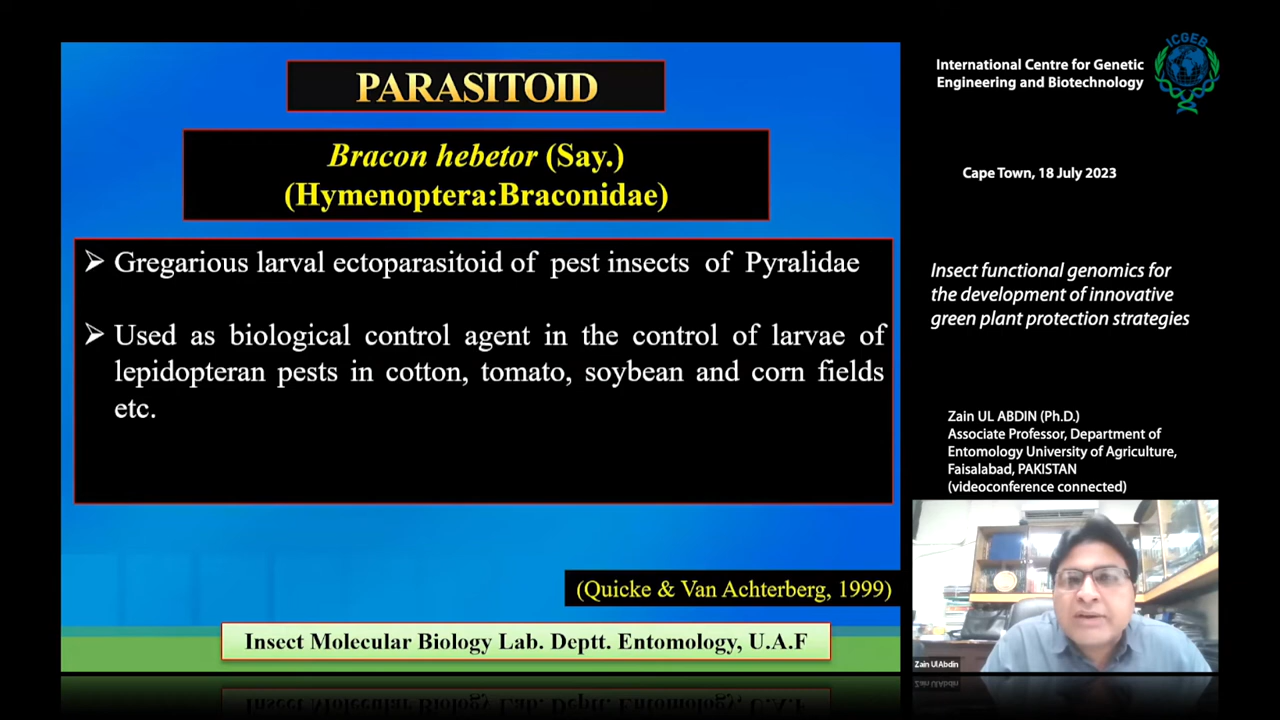 PARASITOID
Bracon hebetor (Say.)
(Hymenoptera:Braconidae)
➢ Gregarious larval ectoparasitoid of pest insects of Pyralidae
➢ Used as biological control agent in the control of larvae of
lepidopteran pests in cotton, tomato, soybean and corn fields
etc.
(Quicke & Van Achterberg, 1999)
Insect Molecular Biology Lab. Deptt. Entomology, U.A.F
International Centre for Genetic
Engineering and Biotechnology
ICGEB
Cape Town, 18 July 2023
Insect functional genomics for
the development of innovative
green plant protection strategies
Zain UL ABDIN (Ph.D.)
Associate Professor, Department of
Entomology University of Agriculture,
Faisalabad, PAKISTAN
(videoconference connected)
Zain UlAbdin